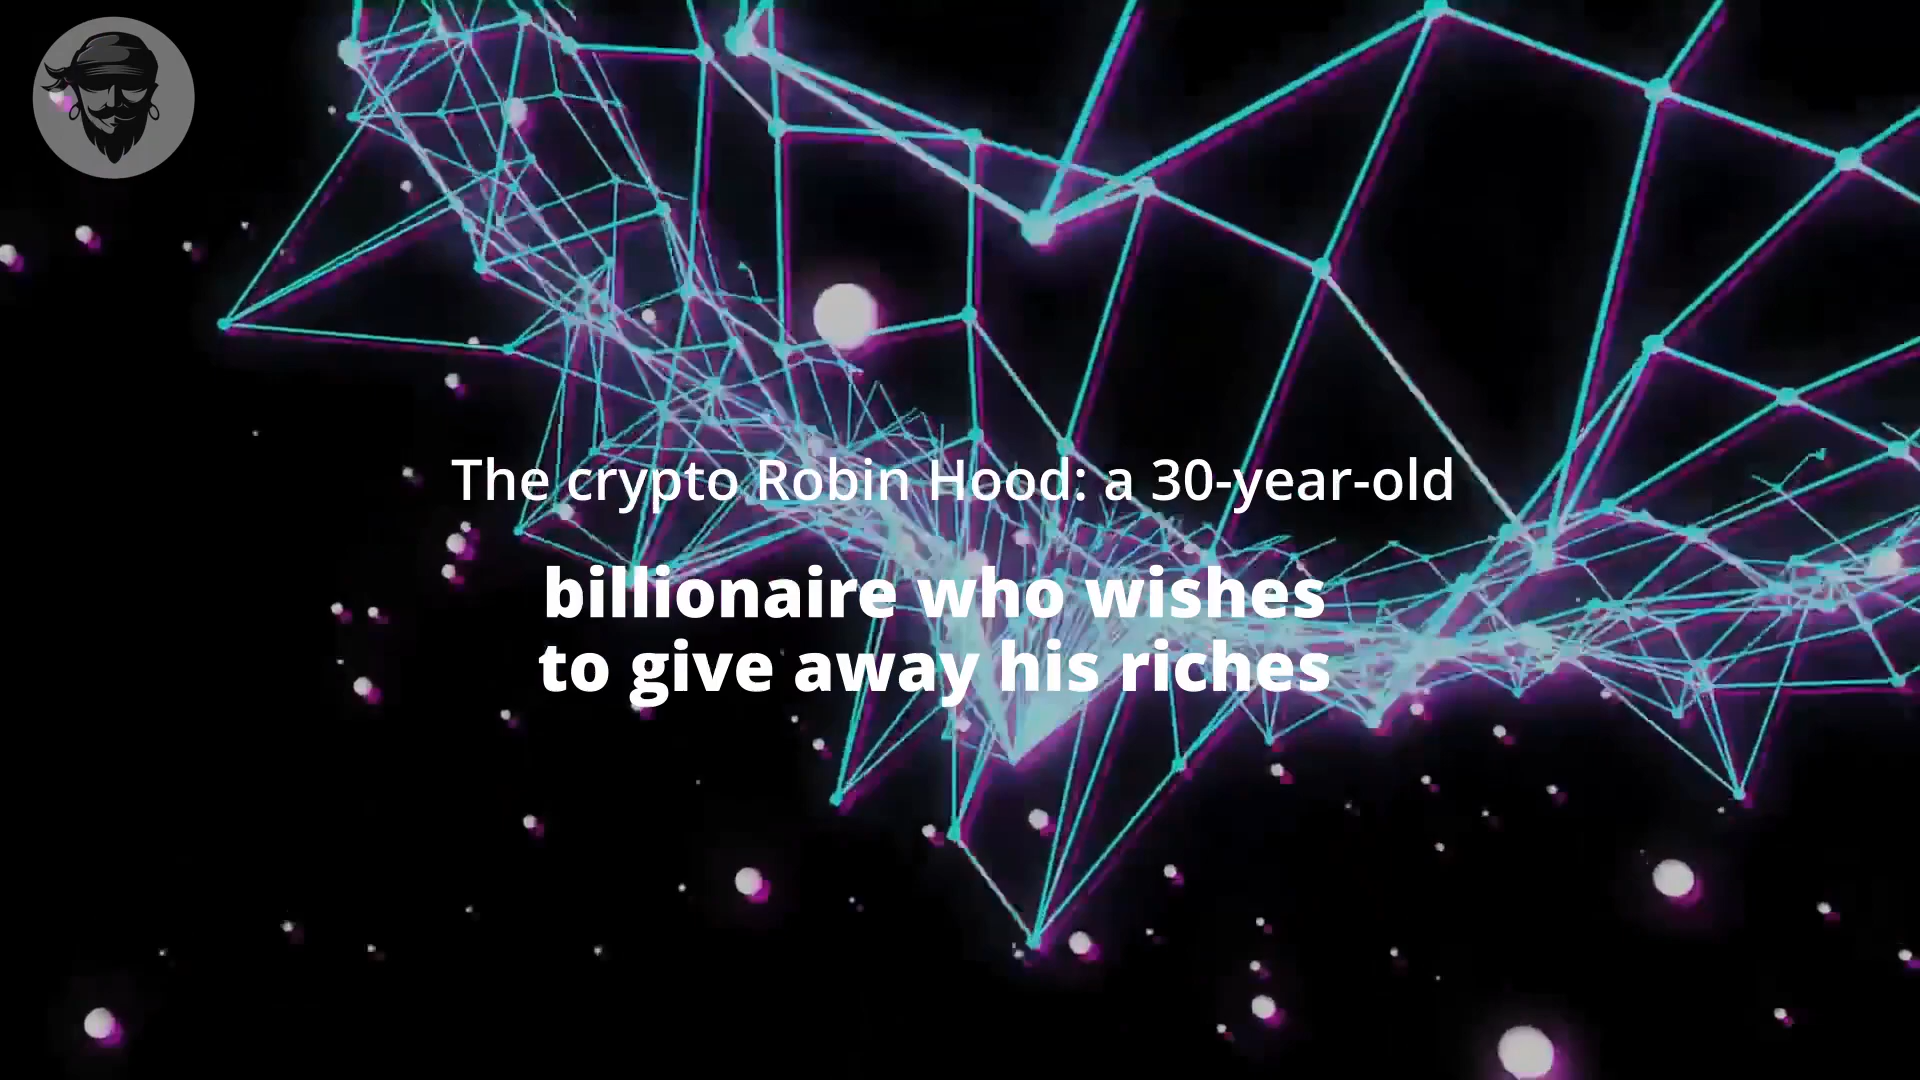 The crypto Robin Hood: a 30-year-old
billionaire who wishes
to give away his riches